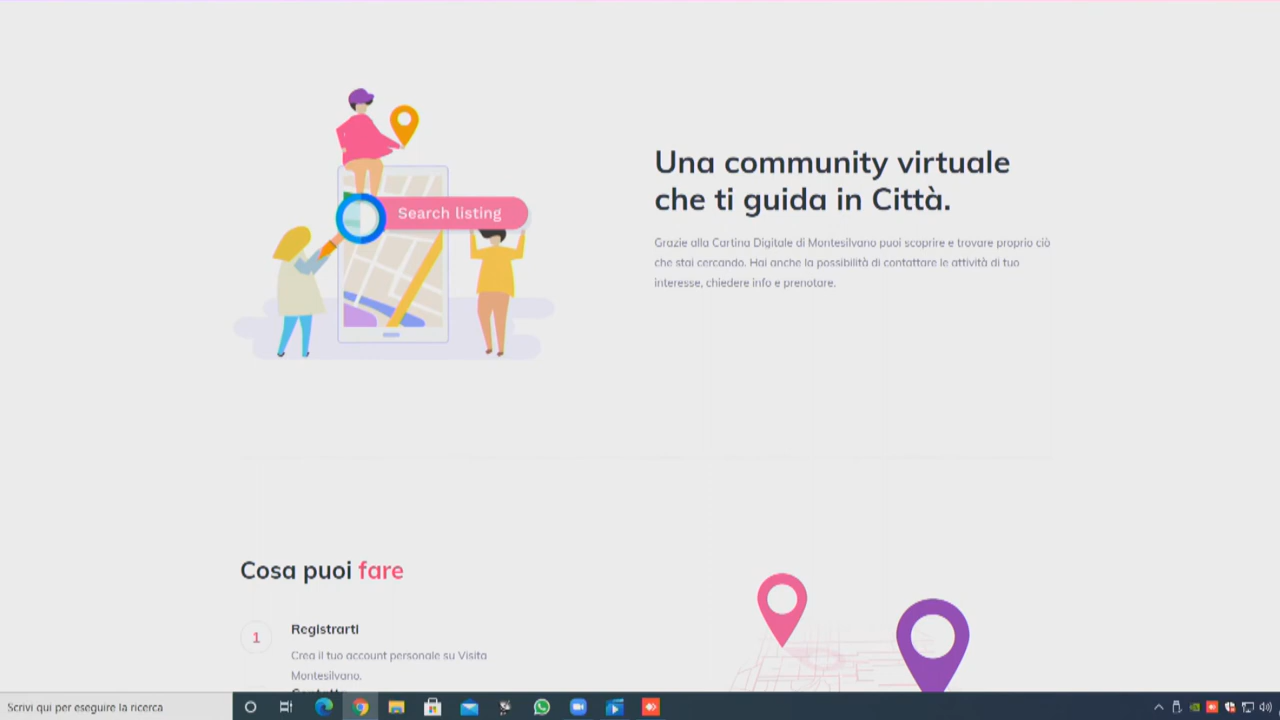 Search listing
Una community virtuale
che ti guida in Città.
Grazie alla Cartina Digitale di Montesilvano puoi scoprire e trovare proprio ciò
che stai cercando. Hai anche la possibilità di contattare le attività di tuo
interesse, chiedere info e prenotare.
Cosa puoi fare
1
Registrarti
Crea il tuo account personale su Visita
Montesilvano.
Scrivi qui per eseguire la ricerca